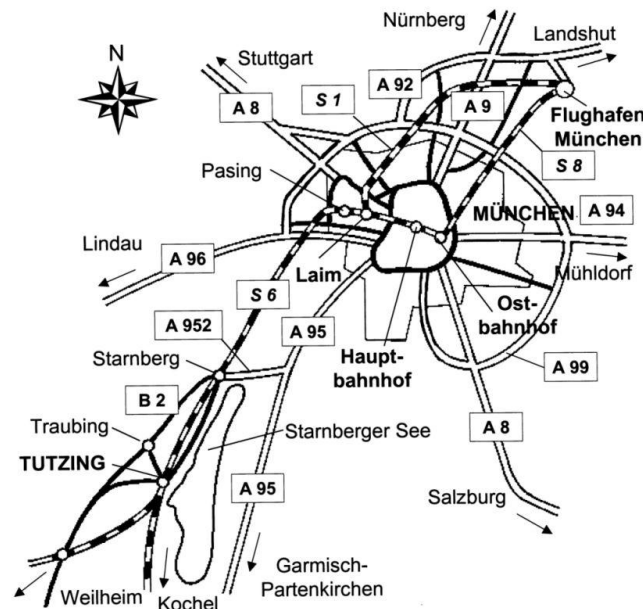 Nürnberg
Landshut
N
Stuttgart
A 92
S 1
A 9
A 8
Flughafen
München
S 8
Pasing
MÜNCHEN
A 94
Lindau
A 96
Laim
Mühldorf
S 6
Ost-
bahnhof
A 952
A 95
Haupt-
bahnhof
Starnberg
A 99
B 2
Traubing
Starnberger See
A 8
TUTZING
A 95
Salzburg
Garmisch-
Partenkirchen
Weilheim
Kochel